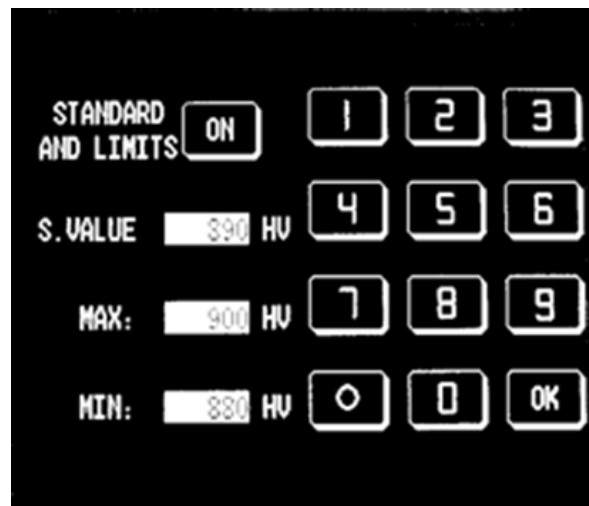 STANDARD
AND LIMITS
ON
1 2 3
S.VALUE 890 HV
4 5 6
MAX: 900 HV
7 8 9
MIN: 880 HV
◇ 0 OK